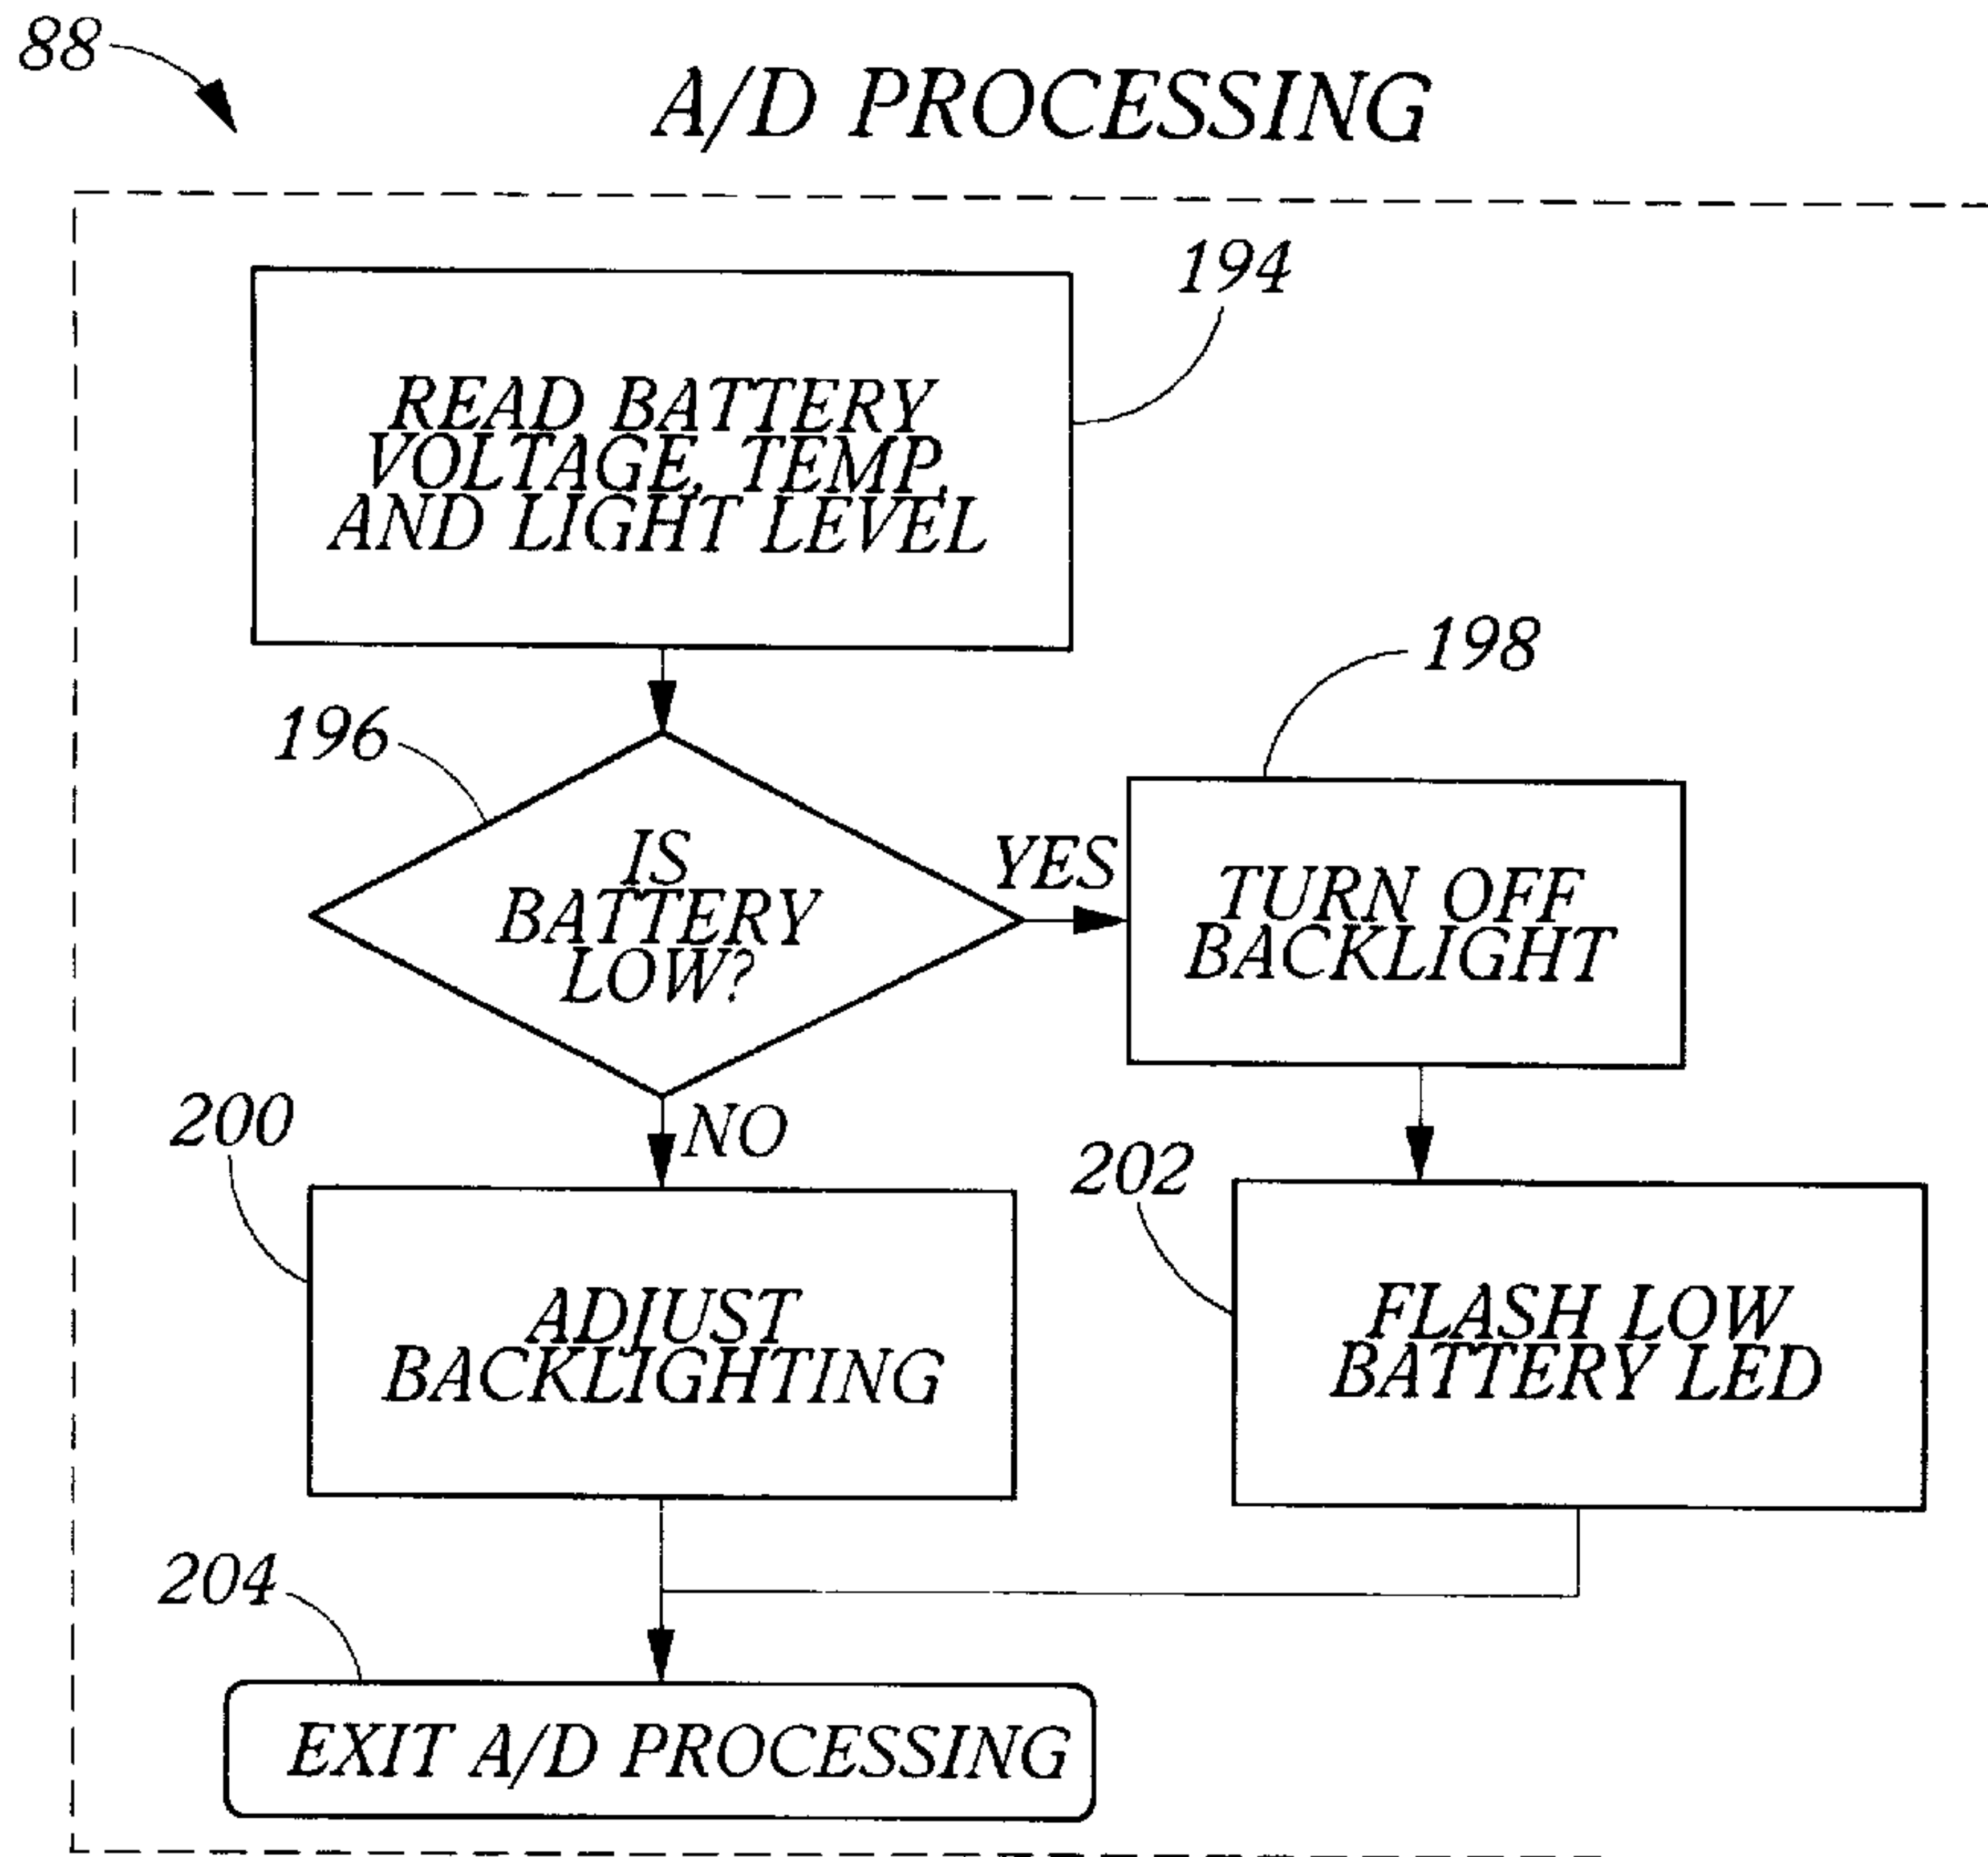 88
A/D PROCESSING
194
READ BATTERY
VOLTAGE, TEMP,
AND LIGHT LEVEL
198
196
IS
BATTERY
LOW?
YES
TURN OFF
BACKLIGHT
NO
200
202
ADJUST
BACKLIGHTING
FLASH LOW
BATTERY LED
204
EXIT A/D PROCESSING